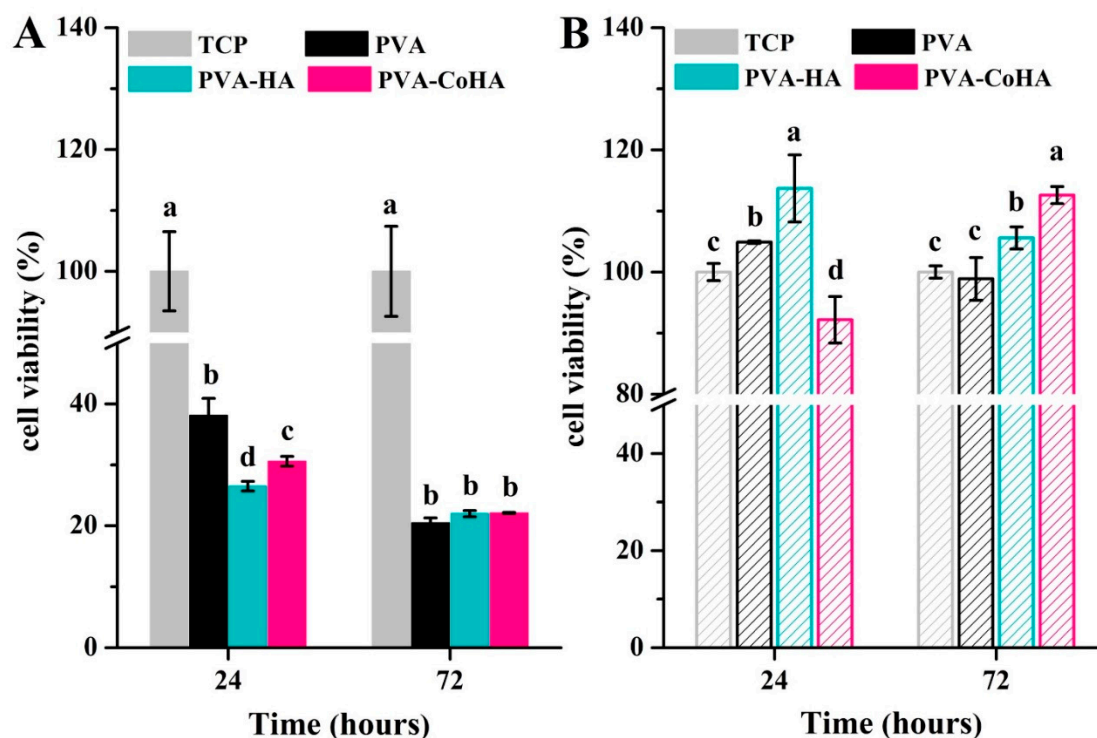 A
TCP
PVA
PVA-HA
PVA-CoHA
cell viability (%)
140
120
100
40
20
0
a
b
d
c
a
b
b
b
24
72
Time (hours)
B
TCP
PVA
PVA-HA
PVA-CoHA
cell viability (%)
140
120
100
80
40
20
0
c
b
a
d
c
c
b
a
24
72
Time (hours)